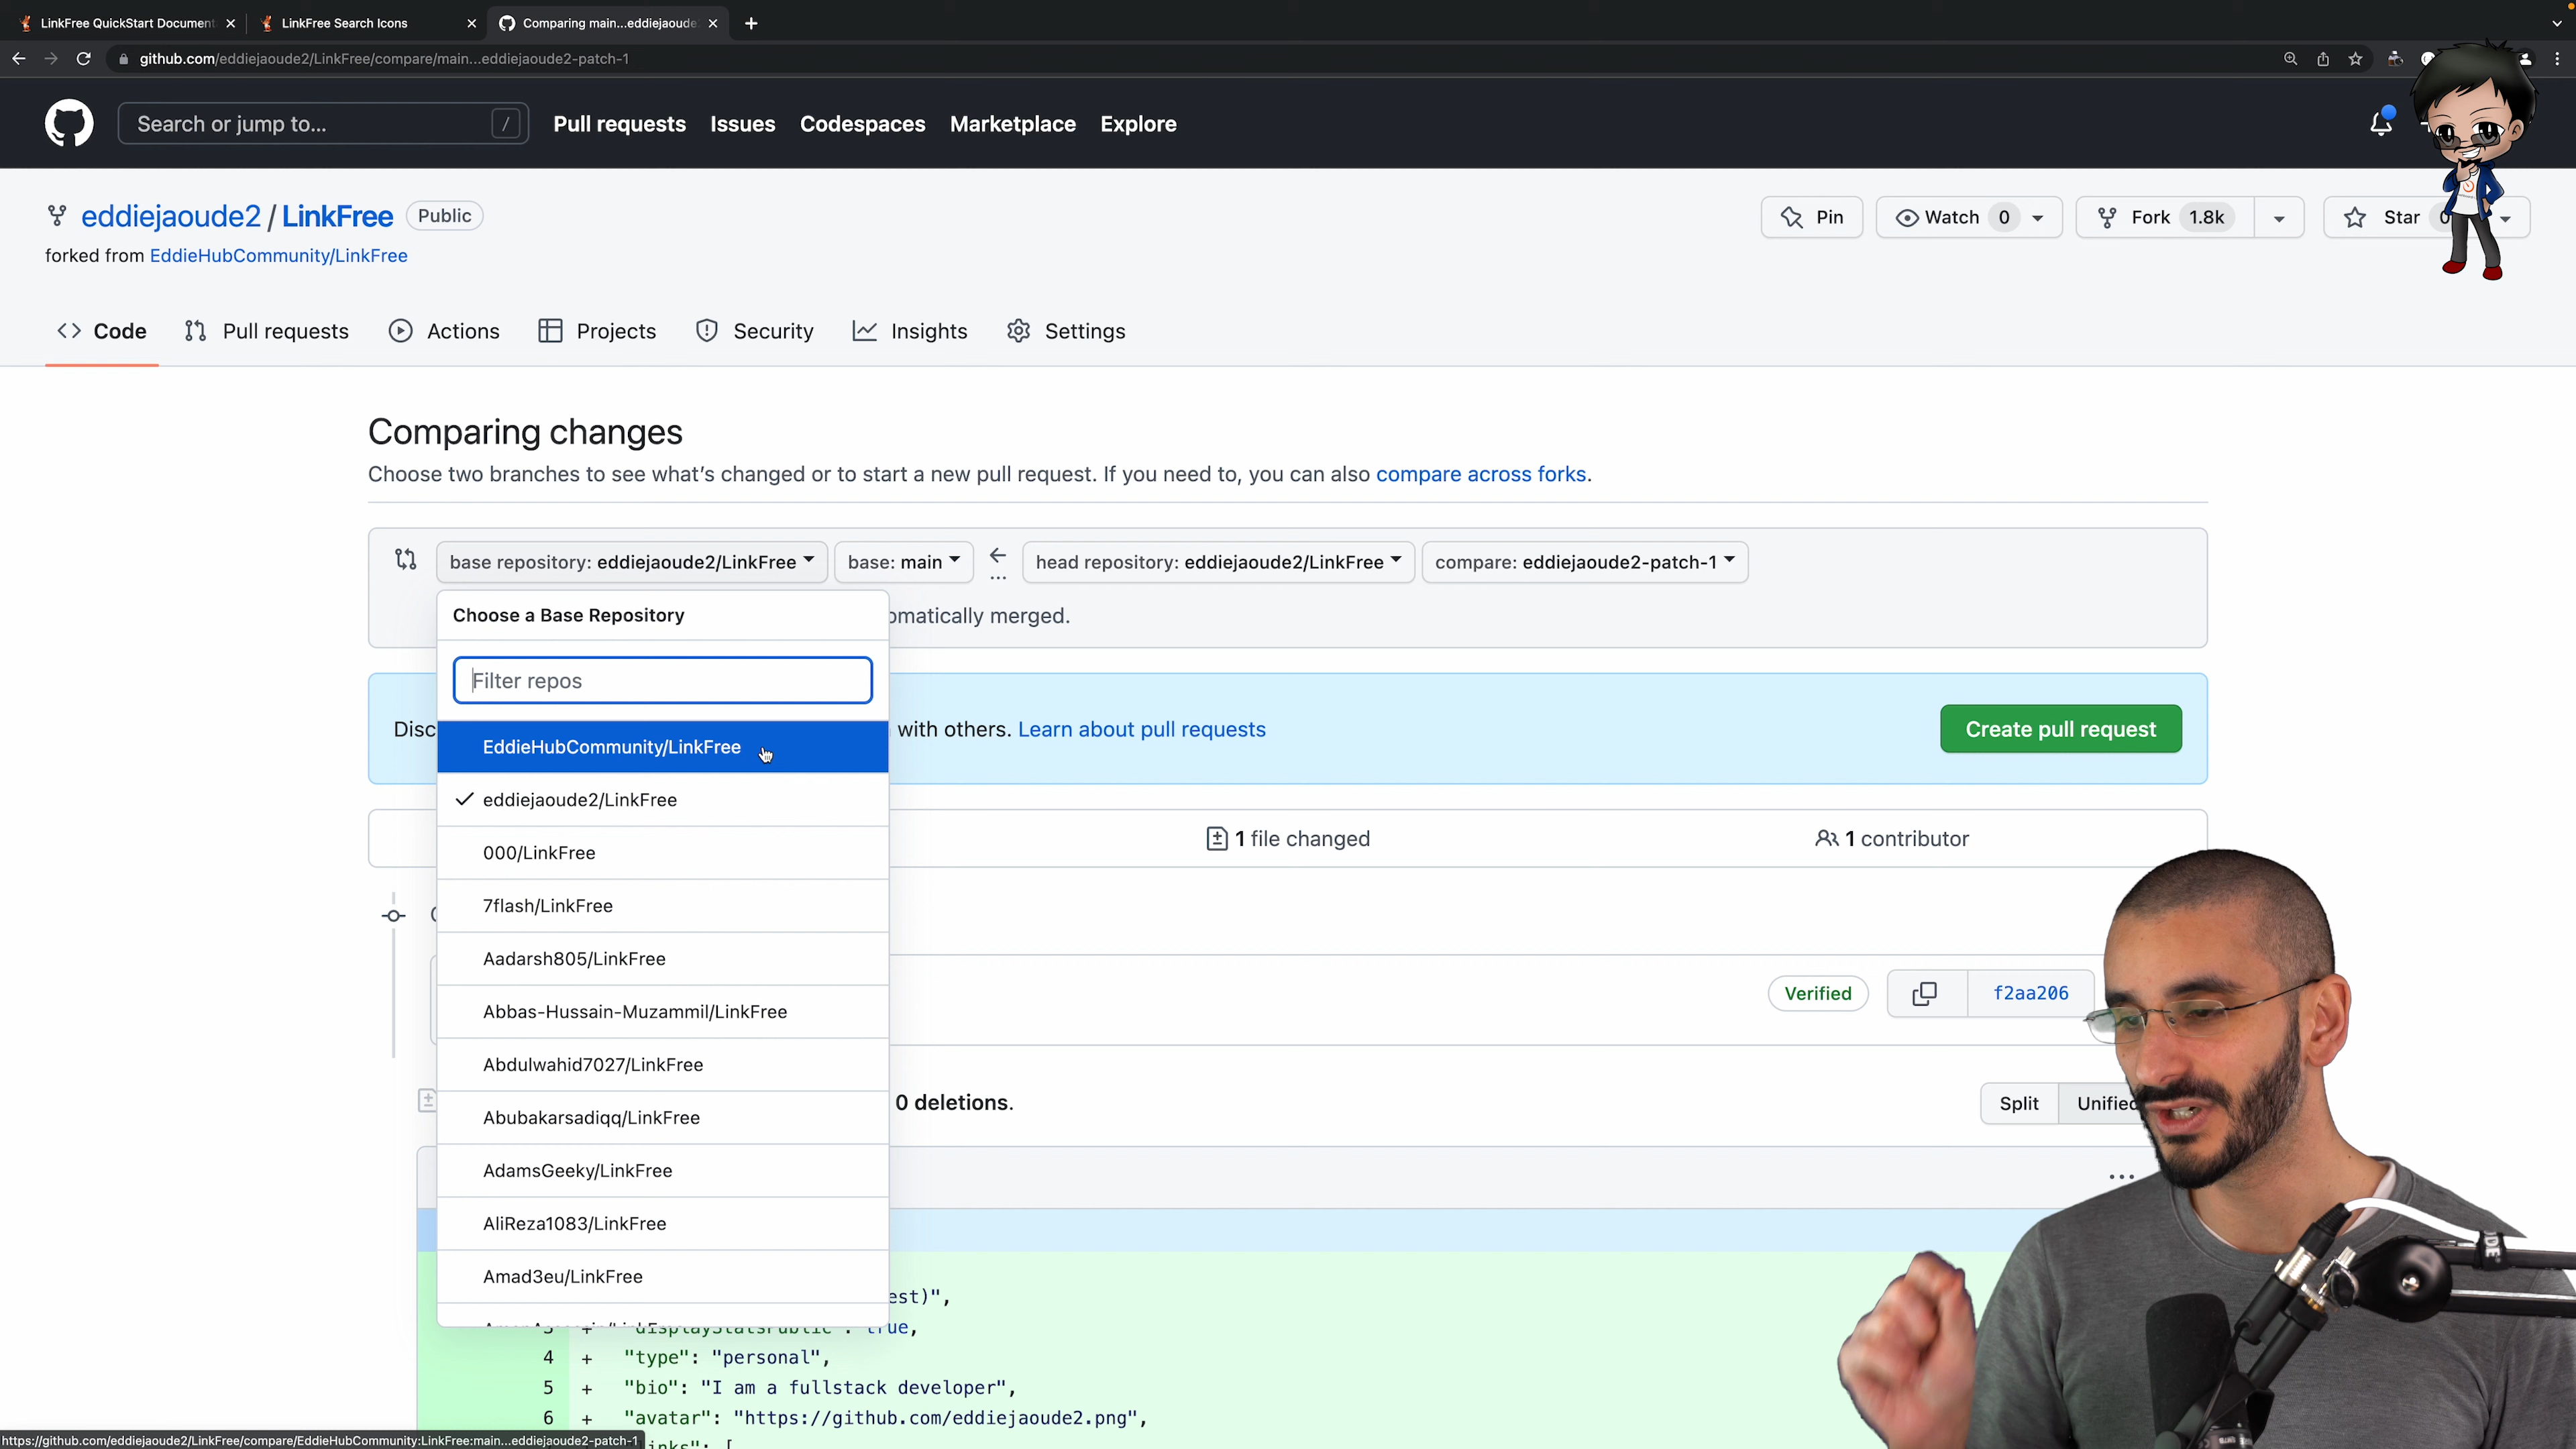 LinkFree QuickStart Document
LinkFree Search Icons
Comparing main...eddiejaoude
github.com/eddiejaoude2/LinkFree/compare/main...eddiejaoude2-patch-1
Search or jump to...
/
Pull requests
Issues
Codespaces
Marketplace
Explore
eddiejaoude2 / LinkFree
Public
Pin
Watch 0
Fork 1.8k
Star
forked from EddieHubCommunity/LinkFree
Code
Pull requests
Actions
Projects
Security
Insights
Settings
Comparing changes
Choose two branches to see what's changed or to start a new pull request. If you need to, you can also compare across forks.
base repository: eddiejaoude2/LinkFree
base: main
head repository: eddiejaoude2/LinkFree
compare: eddiejaoude2-patch-1
Choose a Base Repository
omatically merged.
Filter repos
Disc
with others. Learn about pull requests
Create pull request
EddieHubCommunity/LinkFree
eddiejaoude2/LinkFree
000/LinkFree
7flash/LinkFree
Aadarsh805/LinkFree
Abbas-Hussain-Muzammil/LinkFree
Abdulwahid7027/LinkFree
Abubakarsadiqq/LinkFree
AdamsGeeky/LinkFree
AliReza1083/LinkFree
Amad3eu/LinkFree
1 file changed
1 contributor
Verified
f2aa206
0 deletions.
Split
Unified
est)",
3 + "displayStatsPublic": true,
4 + "type": "personal",
5 + "bio": "I am a fullstack developer",
6 + "avatar": "https://github.com/eddiejaoude2.png",
https://github.com/eddiejaoude2/LinkFree/compare/EddieHubCommunity:LinkFree:main...eddiejaoude2-patch-1
inks": [